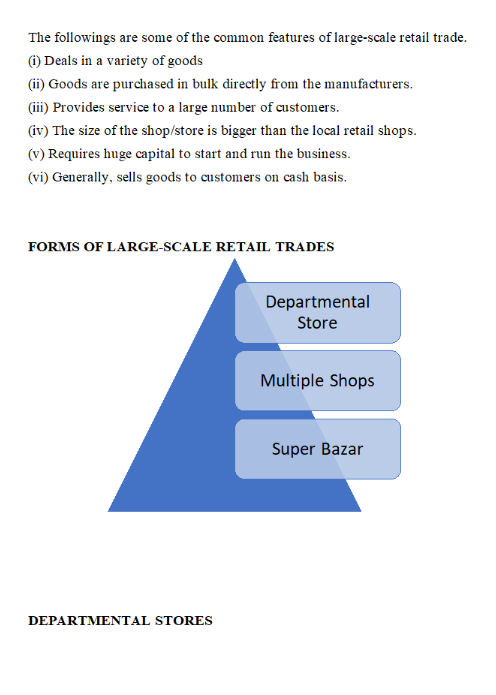 The followings are some of the common features of large-scale retail trade.
(i) Deals in a variety of goods
(ii) Goods are purchased in bulk directly from the manufacturers.
(iii) Provides service to a large number of customers.
(iv) The size of the shop/store is bigger than the local retail shops.
(v) Requires huge capital to start and run the business.
(vi) Generally, sells goods to customers on cash basis.
FORMS OF LARGE-SCALE RETAIL TRADES
Departmental
Store
Multiple Shops
Super Bazar
DEPARTMENTAL STORES